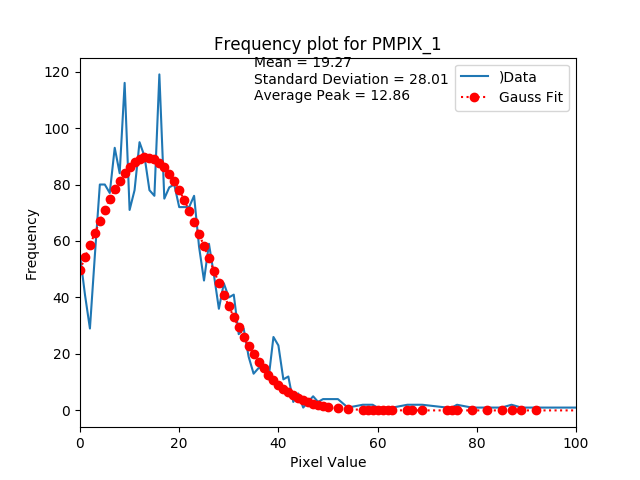 Frequency plot for PMPIX_1
Mean = 19.27
Standard Deviation = 28.01
Average Peak = 12.86
)Data
Gauss Fit
120
100
80
60
40
20
0
Frequency
0 20 40 60 80 100
Pixel Value